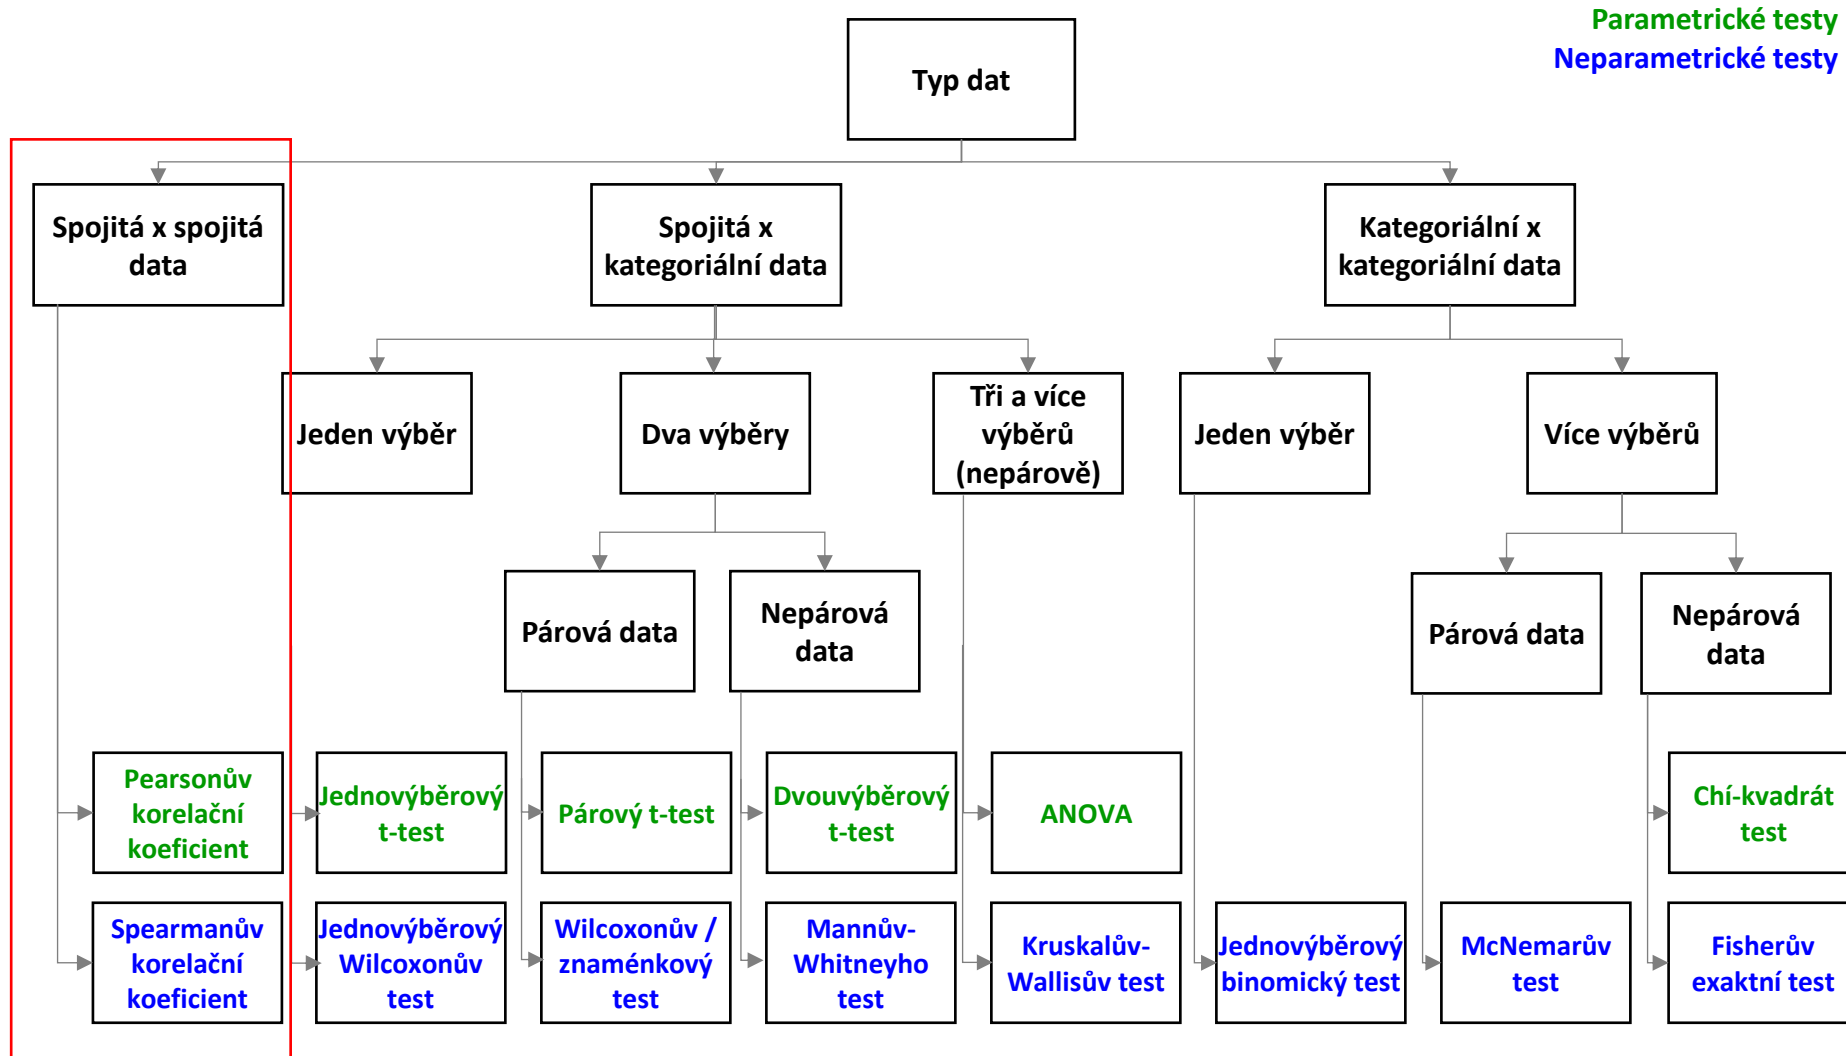 Parametrické testy
Neparametrické testy
Typ dat
Spojitá x spojitá
data
Spojitá x
kategoriální data
Kategoriální x
kategoriální data
Jeden výběr
Dva výběry
Tři a více
výběrů
(nepárově)
Jeden výběr
Více výběrů
Párová data
Nepárová
data
Párová data
Nepárová
data
Pearsonův
korelační
koeficient
Jednovýběrový
t-test
Párový t-test
Dvouvýběrový
t-test
ANOVA
Chí-kvadrát
test
Spearmanův
korelační
koeficient
Jednovýběrový
Wilcoxonův
test
Wilcoxonův /
znaménkový
test
Mannův-
Whitneyho
test
Kruskalův-
Wallisův test
Jednovýběrový
binomický test
McNemarův
test
Fisherův
exaktní test